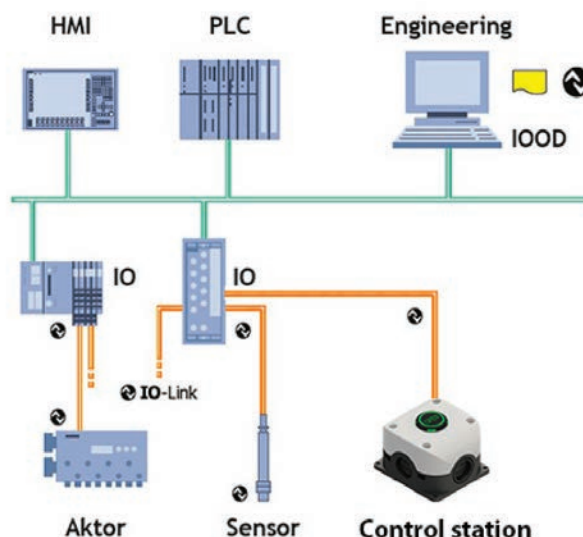 HMI
PLC
Engineering
IOOD
IO
IO
IO-Link
Aktor
Sensor
Control station